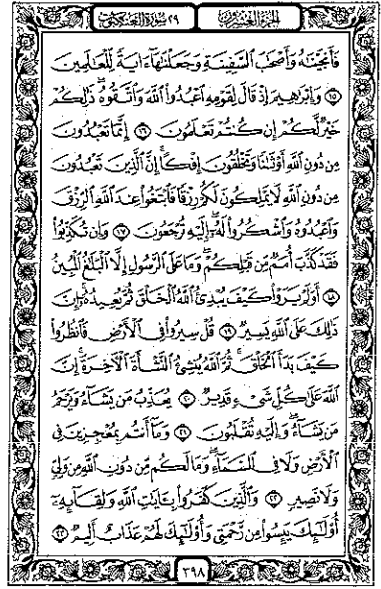 الجزء العشرون ٢٩ سورة العنكبوت
فَأَنجَيْنَٰهُ وَأَصْحَٰبَ ٱلسَّفِينَةِ وَجَعَلْنَٰهَآ ءَايَةً لِّلْعَٰلَمِينَ
١٥ وَإِبْرَٰهِيمَ إِذْ قَالَ لِقَوْمِهِ ٱعْبُدُوا۟ ٱللَّهَ وَٱتَّقُوهُ ۖ ذَٰلِكُمْ
خَيْرٌ لَّكُمْ إِن كُنتُمْ تَعْلَمُونَ ١٦ إِنَّمَا تَعْبُدُونَ
مِن دُونِ ٱللَّهِ أَوْثَٰنًا وَتَخْلُقُونَ إِفْكًا ۚ إِنَّ ٱلَّذِينَ تَعْبُدُونَ
مِن دُونِ ٱللَّهِ لَا يَمْلِكُونَ لَكُمْ رِزْقًا فَٱبْتَغُوا۟ عِندَ ٱللَّهِ ٱلرِّزْقَ
وَٱعْبُدُوهُ وَٱشْكُرُوا۟ لَهُۥٓ ۖ إِلَيْهِ تُرْجَعُونَ ١٧ وَإِن تُكَذِّبُوا۟
فَقَدْ كَذَّبَ أُمَمٌ مِّن قَبْلِكُمْ ۖ وَمَا عَلَى ٱلرَّسُولِ إِلَّا ٱلْبَلَٰغُ ٱلْمُبِينُ
١٨ أَوَلَمْ يَرَوْا۟ كَيْفَ يُبْدِئُ ٱللَّهُ ٱلْخَلْقَ ثُمَّ يُعِيدُهُۥٓ ۚ إِنَّ
ذَٰلِكَ عَلَى ٱللَّهِ يَسِيرٌ ١٩ قُلْ سِيرُوا۟ فِى ٱلْأَرْضِ فَٱنظُرُوا۟
كَيْفَ بَدَأَ ٱلْخَلْقَ ۚ ثُمَّ ٱللَّهُ يُنشِئُ ٱلنَّشْأَةَ ٱلْءَاخِرَةَ ۚ إِنَّ
ٱللَّهَ عَلَىٰ كُلِّ شَىْءٍ قَدِيرٌ ٢٠ يُعَذِّبُ مَن يَشَآءُ وَيَرْحَمُ
مَن يَشَآءُ ۖ وَإِلَيْهِ تُقْلَبُونَ ٢١ وَمَآ أَنتُم بِمُعْجِزِينَ فِى
ٱلْأَرْضِ وَلَا فِى ٱلسَّمَآءِ ۖ وَمَا لَكُم مِّن دُونِ ٱللَّهِ مِن وَلِىٍّ
وَلَا نَصِيرٍ ٢٢ وَٱلَّذِينَ كَفَرُوا۟ بِـَٔايَٰتِ ٱللَّهِ وَلِقَآئِهِۦٓ
أُو۟لَٰٓئِكَ يَئِسُوا۟ مِن رَّحْمَتِى وَأُو۟لَٰٓئِكَ لَهُمْ عَذَابٌ أَلِيمٌ ٢٣
٣٩٨